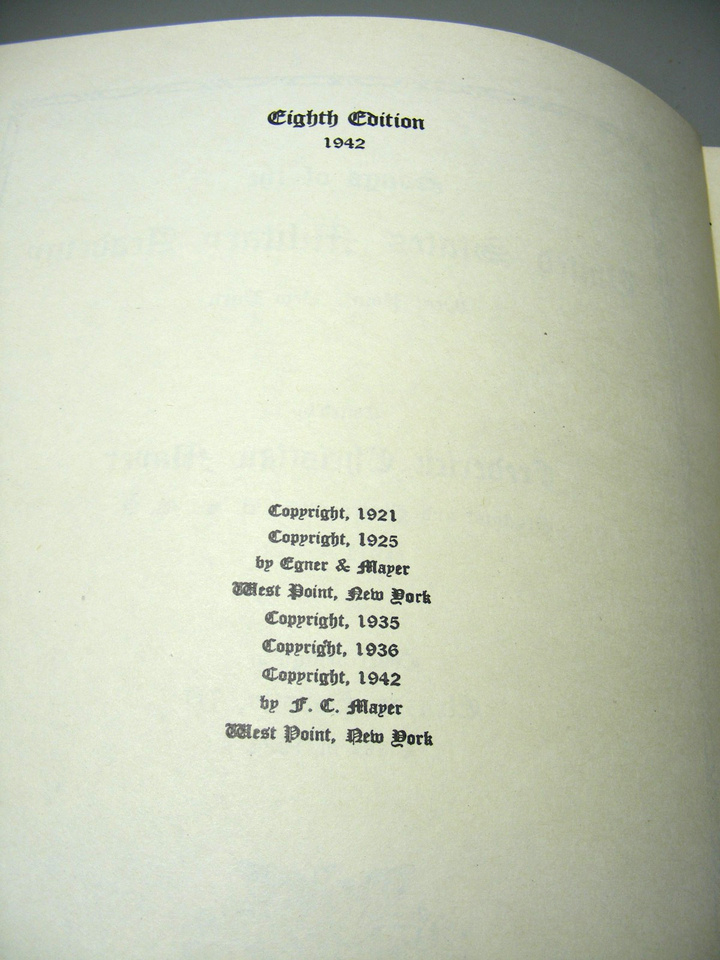 Eighth Edition
1942
Copyright, 1921
Copyright, 1925
by Egner & Mayer
West Point, New York
Copyright, 1935
Copyright, 1936
Copyright, 1942
by F. C. Mayer
West Point, New York